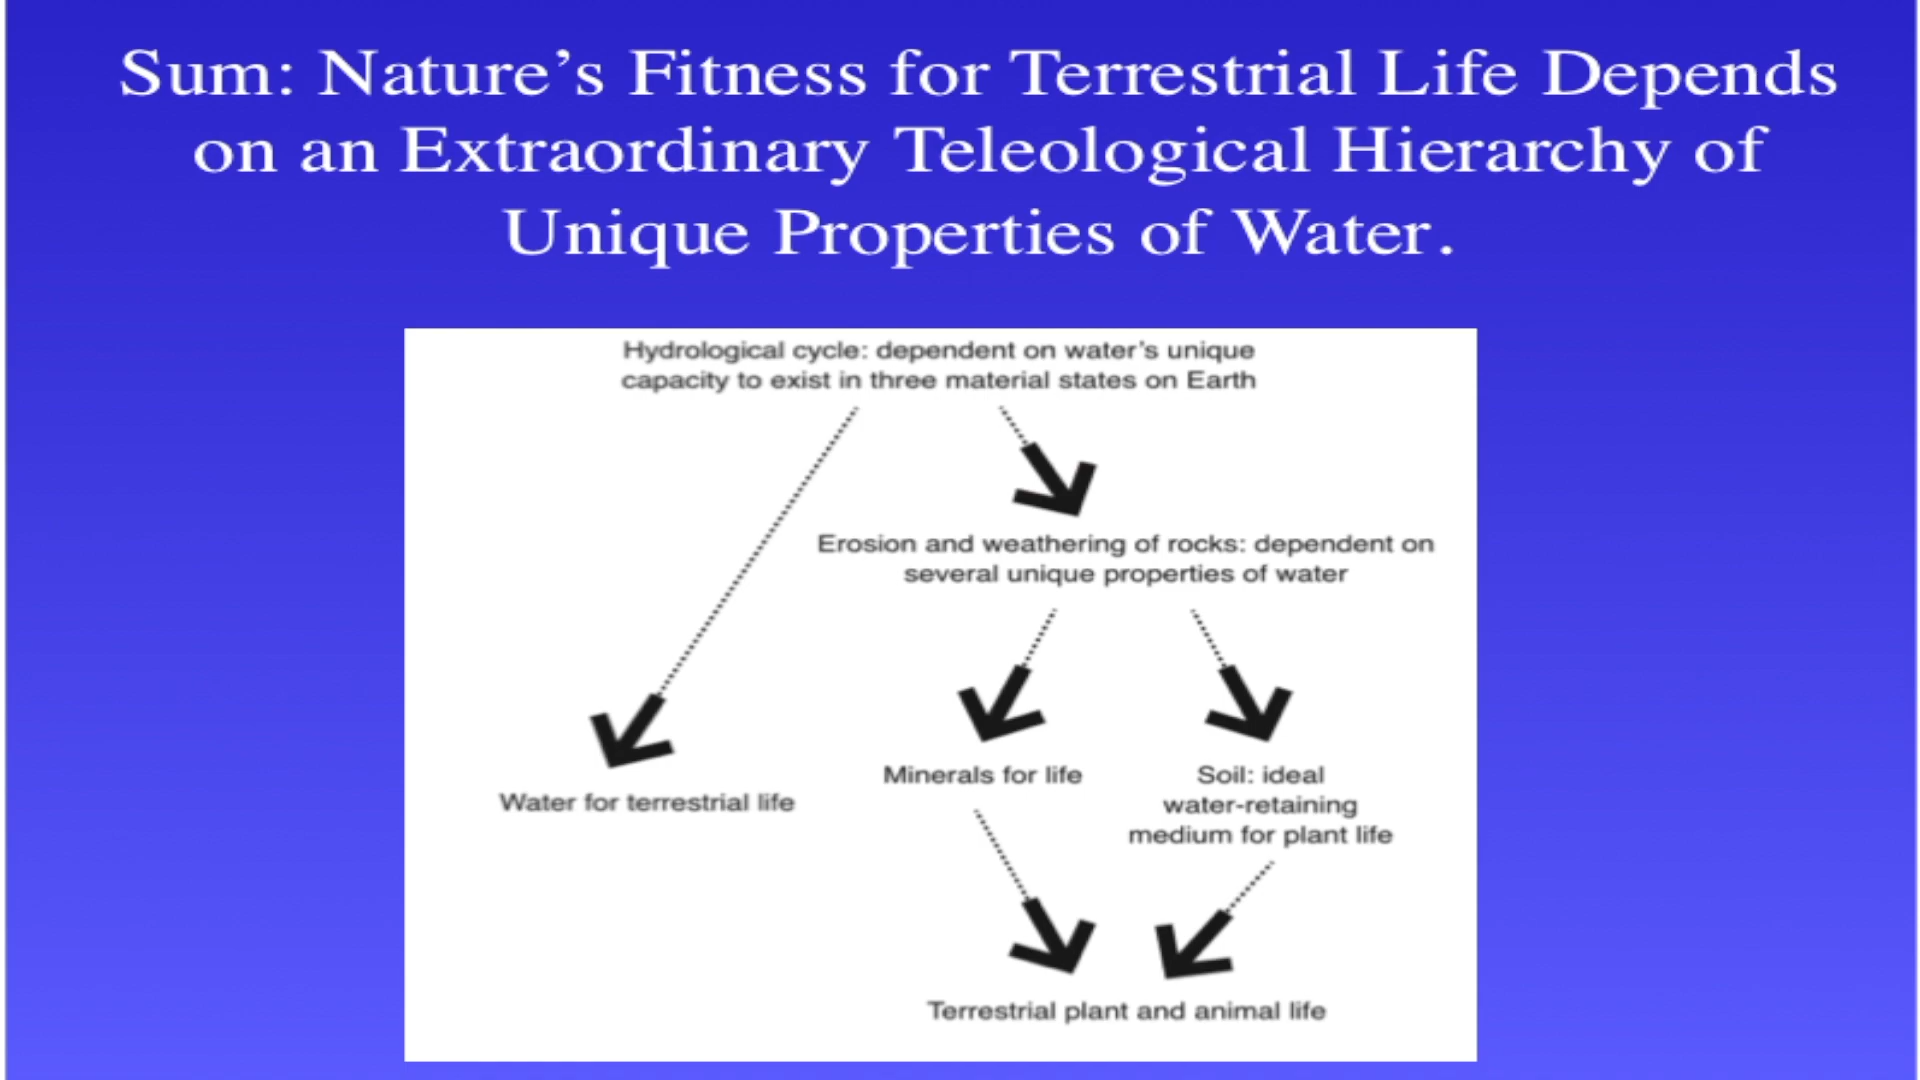 Sum: Nature’s Fitness for Terrestrial Life Depends
on an Extraordinary Teleological Hierarchy of
Unique Properties of Water.
Hydrological cycle: dependent on water’s unique
capacity to exist in three material states on Earth
Erosion and weathering of rocks: dependent on
several unique properties of water
Water for terrestrial life
Minerals for life
Soil: ideal
water-retaining
medium for plant life
Terrestrial plant and animal life